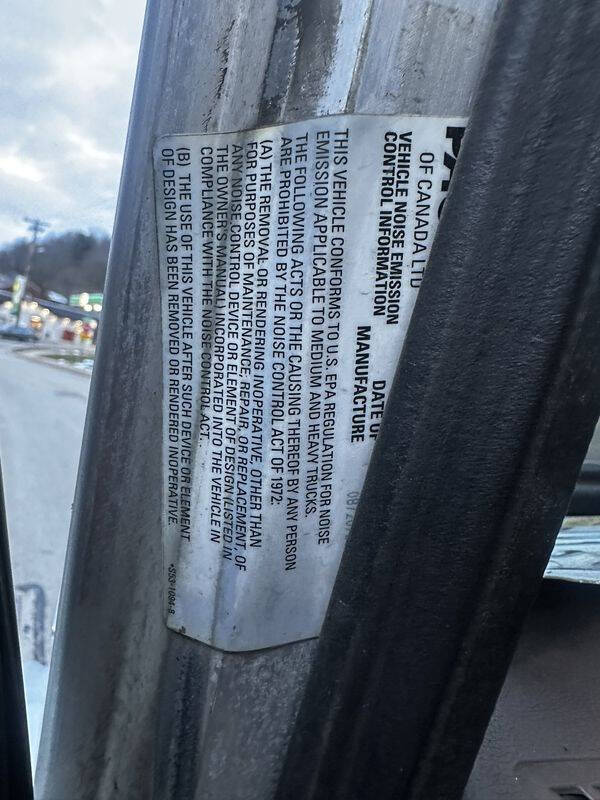 OF CANADA LTD
VEHICLE NOISE EMISSION
CONTROL INFORMATION
DATE OF
MANUFACTURE
THIS VEHICLE CONFORMS TO U.S. EPA REGULATION FOR NOISE
EMISSION APPLICABLE TO MEDIUM AND HEAVY TRUCKS.
THE FOLLOWING ACTS OR THE CAUSING THEREOF BY ANY PERSON
ARE PROHIBITED BY THE NOISE CONTROL ACT OF 1972:
(A) THE REMOVAL OR RENDERING INOPERATIVE, OTHER THAN
FOR PURPOSES OF MAINTENANCE, REPAIR, OR REPLACEMENT, OF
ANY NOISE CONTROL DEVICE OR ELEMENT OF DESIGN (LISTED IN
THE OWNER'S MANUAL) INCORPORATED INTO THE VEHICLE IN
COMPLIANCE WITH THE NOISE CONTROL ACT.
(B) THE USE OF THIS VEHICLE AFTER SUCH DEVICE OR ELEMENT
OF DESIGN HAS BEEN REMOVED OR RENDERED INOPERATIVE.